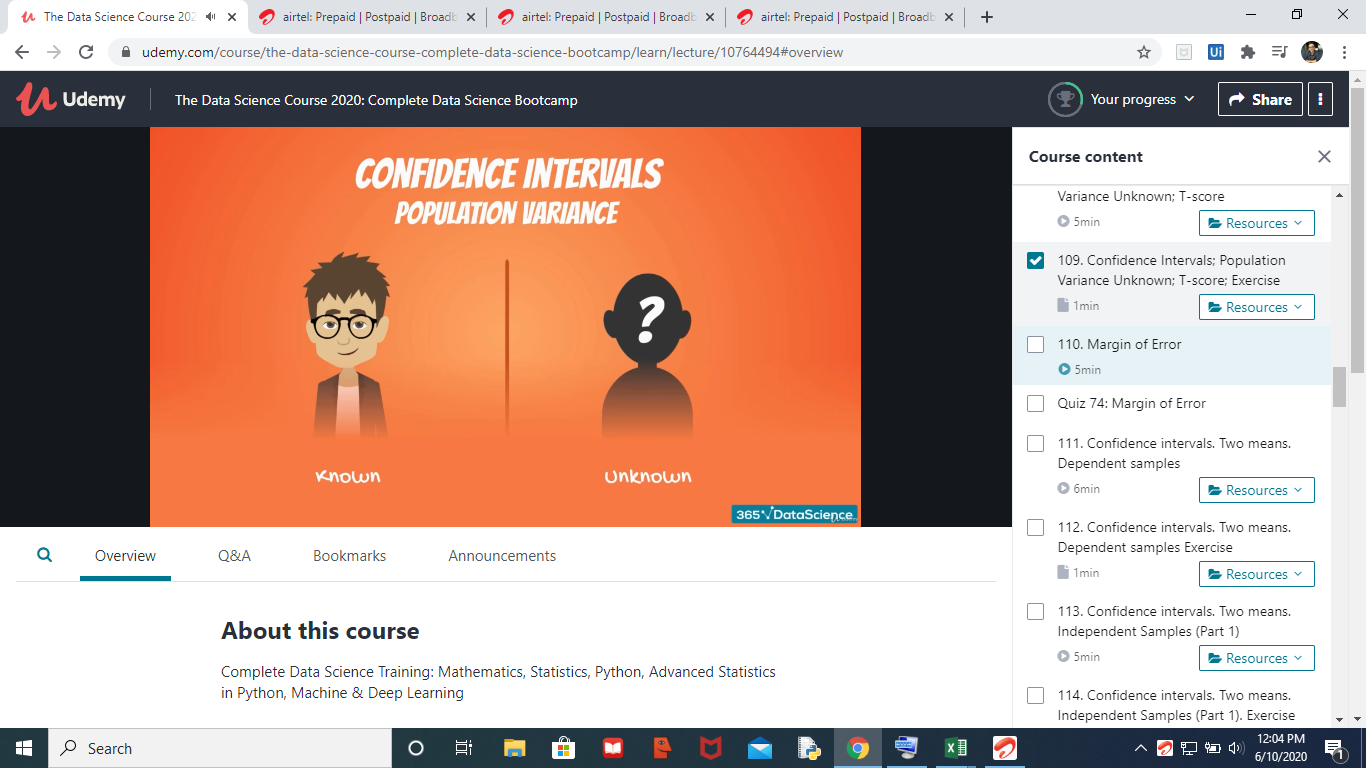 The Data Science Course 202
airtel: Prepaid | Postpaid | Broadb
airtel: Prepaid | Postpaid | Broadb
airtel: Prepaid | Postpaid | Broadb
udemy.com/course/the-data-science-course-complete-data-science-bootcamp/learn/lecture/10764494#overview
Ui
Udemy
The Data Science Course 2020: Complete Data Science Bootcamp
Your progress
Share
CONFIDENCE INTERVALS
POPULATION VARIANCE
?
Known
Unknown
365√DataScience
Course content
Variance Unknown; T-score
5min
Resources
109. Confidence Intervals; Population
Variance Unknown; T-score; Exercise
1min
Resources
110. Margin of Error
5min
Quiz 74: Margin of Error
111. Confidence intervals. Two means.
Dependent samples
6min
Resources
112. Confidence intervals. Two means.
Dependent samples Exercise
1min
Resources
113. Confidence intervals. Two means.
Independent Samples (Part 1)
5min
Resources
114. Confidence intervals. Two means.
Independent Samples (Part 1). Exercise
Overview
Q&A
Bookmarks
Announcements
About this course
Complete Data Science Training: Mathematics, Statistics, Python, Advanced Statistics
in Python, Machine & Deep Learning
Search
12:04 PM
6/10/2020
1